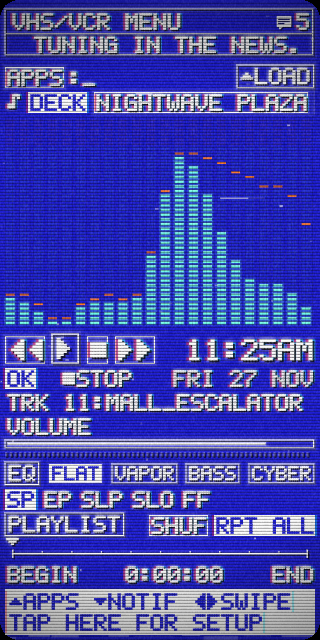 VHS/VCR MENU 5
TUNING IN THE NEWS.
APPS:_ LOAD
DECK NIGHTWAVE PLAZA
11:25AM
OK STOP FRI 27 NOV
TRK 11:MALL_ESCALATOR
VOLUME
EQ FLAT VAPOR BASS CYBER
SP EP SLP SLO FF
PLAYLIST SHUF RPT ALL
BEGIN 0:00:00 END
APPS NOTIF SWIPE
TAP HERE FOR SETUP